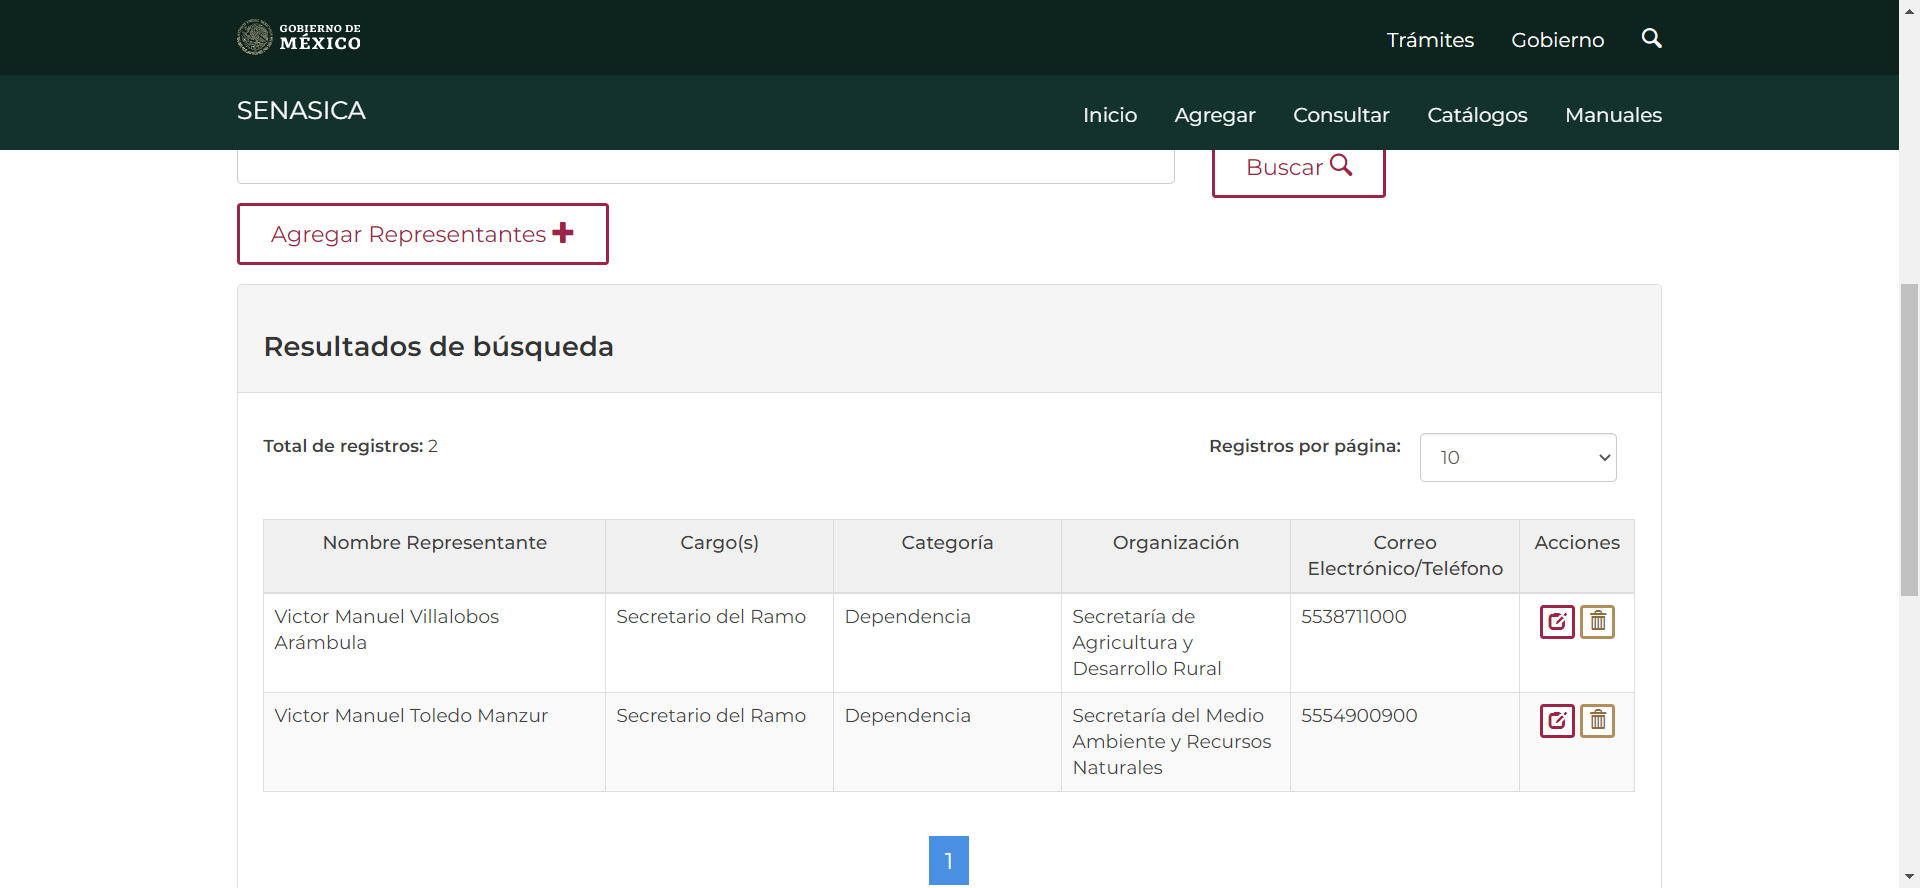 GOBIERNO DE
MÉXICO
Trámites
Gobierno
SENASICA
Inicio
Agregar
Consultar
Catálogos
Manuales
Buscar
Agregar Representantes
Resultados de búsqueda
Total de registros: 2
Registros por página:
10
Nombre Representante
Cargo(s)
Categoría
Organización
Correo
Electrónico/Teléfono
Acciones
Victor Manuel Villalobos
Arámbula
Secretario del Ramo
Dependencia
Secretaría de
Agricultura y
Desarrollo Rural
5538711000
Victor Manuel Toledo Manzur
Secretario del Ramo
Dependencia
Secretaría del Medio
Ambiente y Recursos
Naturales
5554900900
1